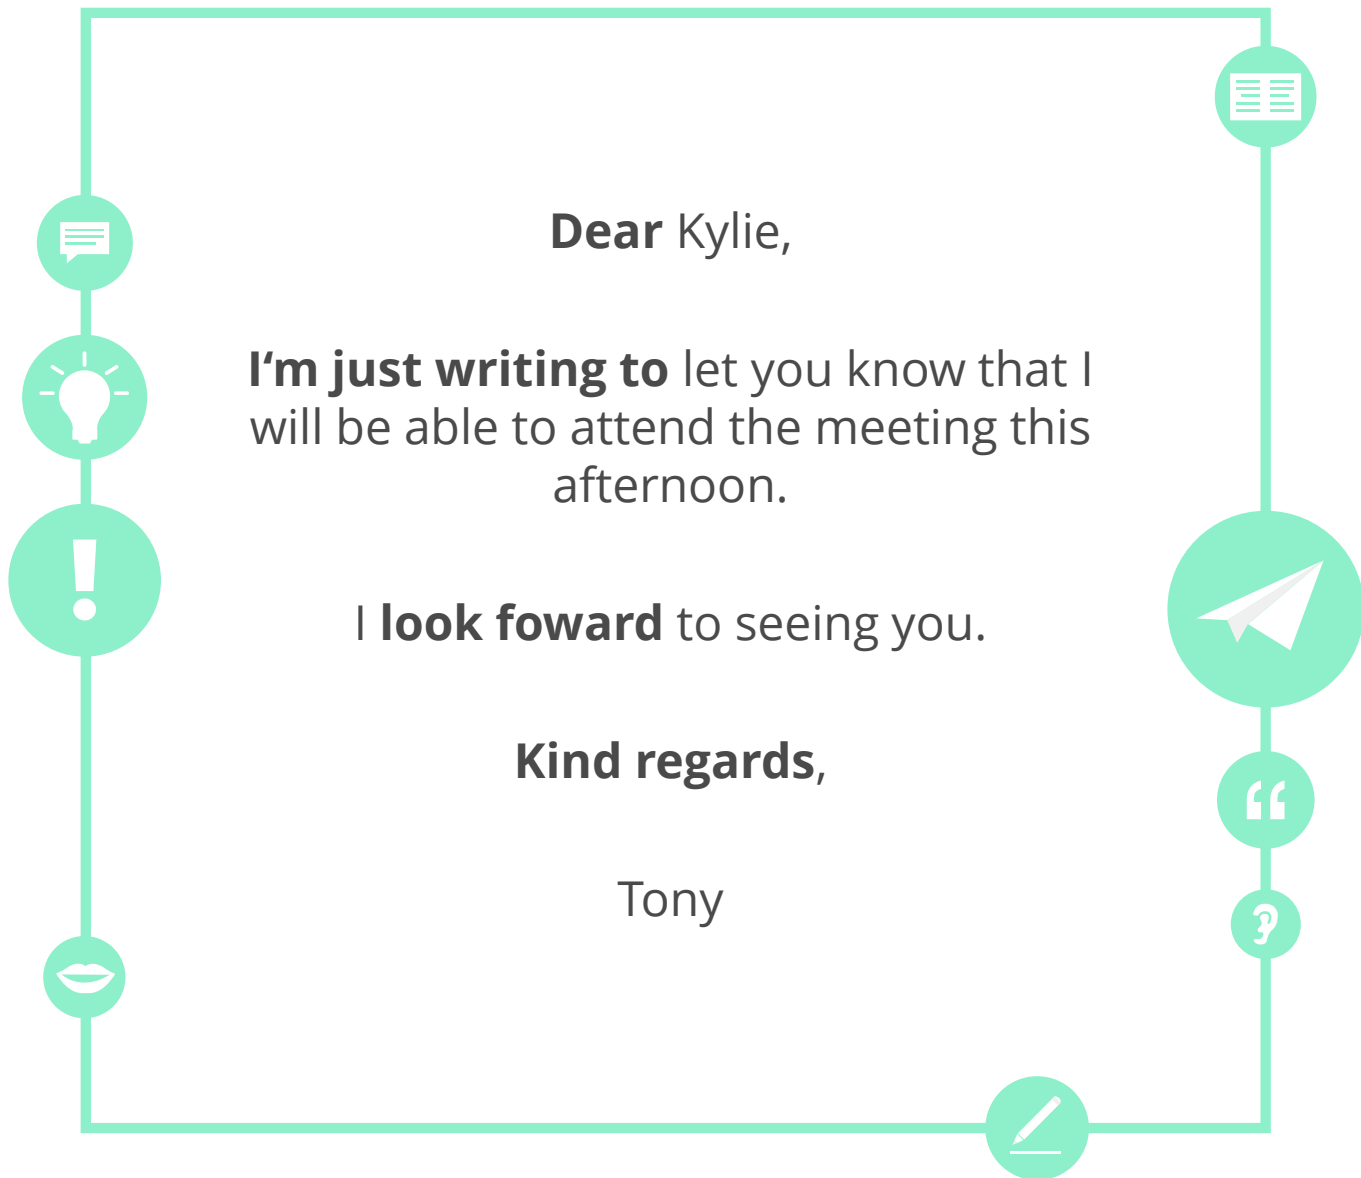 Dear Kylie,
I‘m just writing to let you know that I
will be able to attend the meeting this
afternoon.
I look foward to seeing you.
Kind regards,
Tony